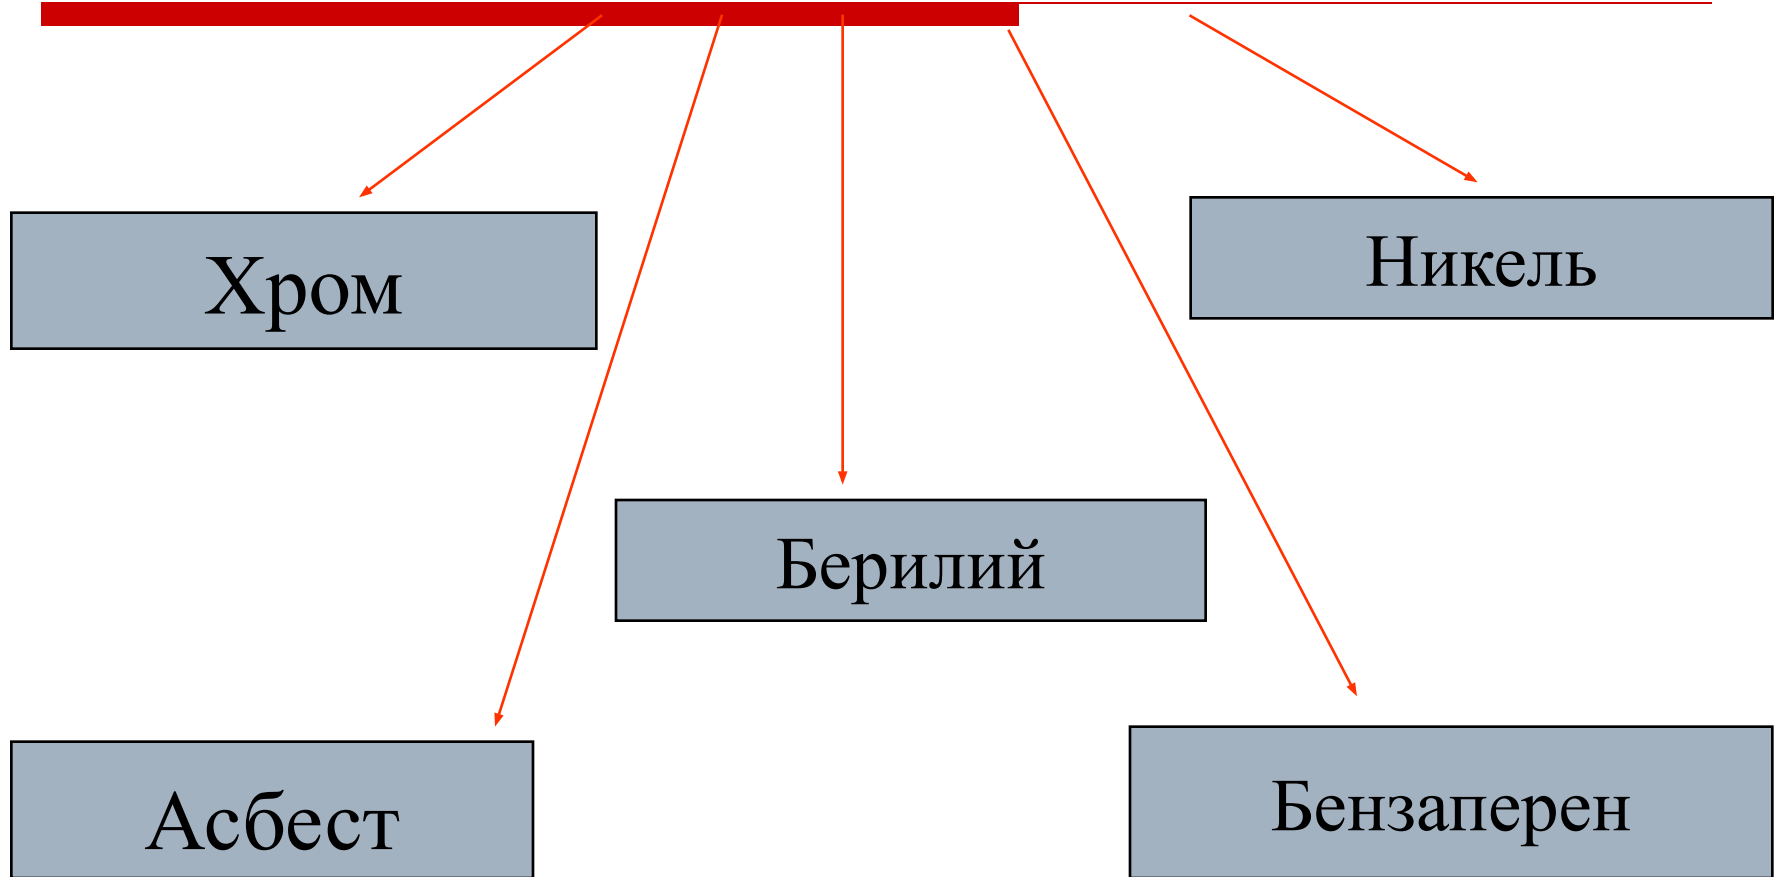 Хром
Никель
Берилий
Асбест
Бензаперен